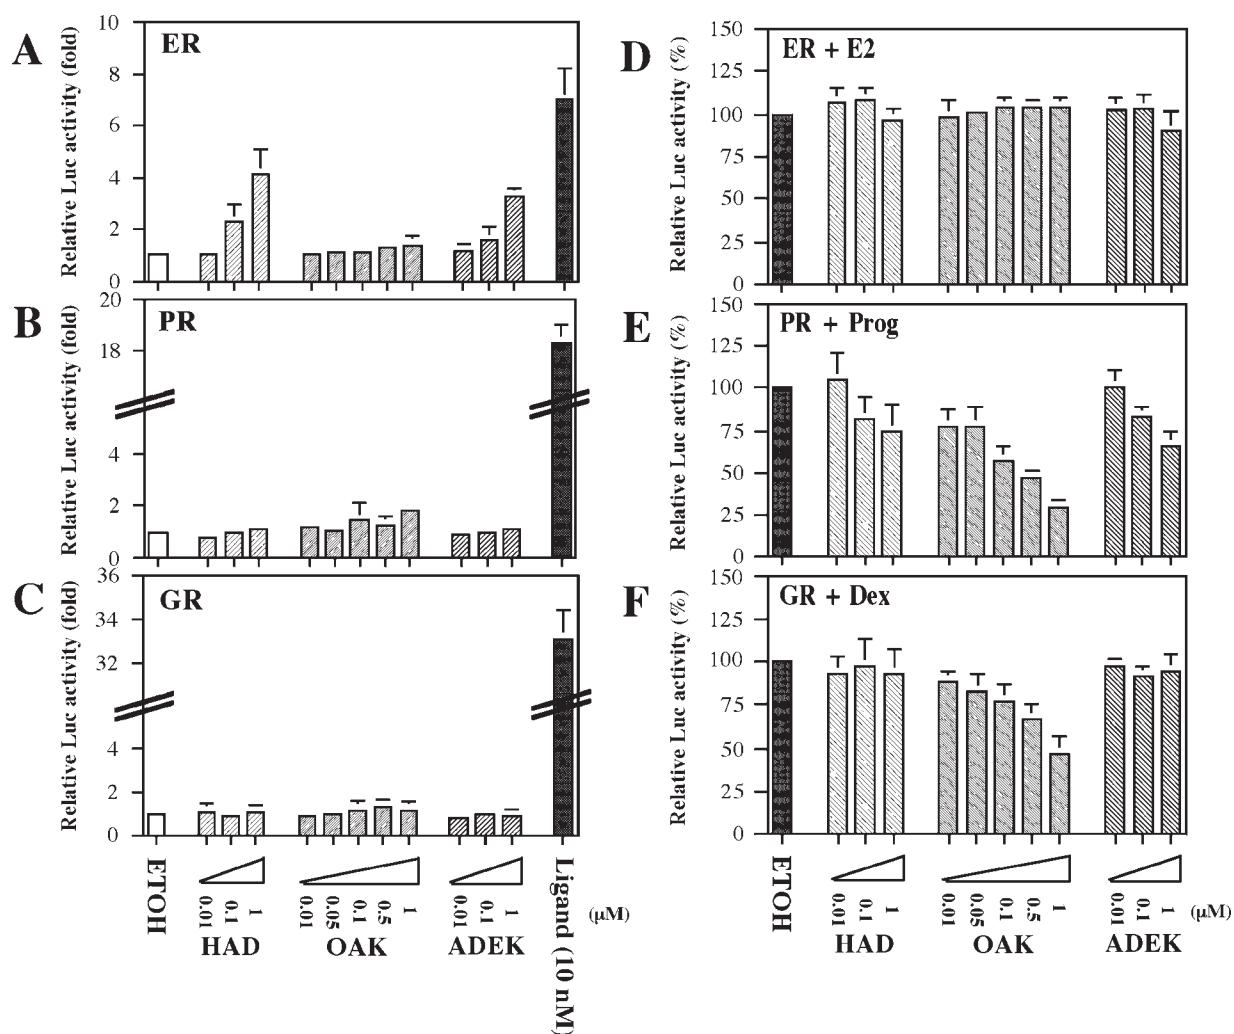 A
ER
Relative Luc activity (fold)
10
8
6
4
2
0
B
PR
Relative Luc activity (fold)
20
18
4
2
0
C
GR
Relative Luc activity (fold)
36
34
32
4
2
0
ETOH
0.01
0.1
1
HAD
0.01
0.05
0.1
0.5
1
OAK
0.01
0.1
1
ADEK
Ligand (10 nM)
(μM)
D
ER + E2
Relative Luc activity (%)
150
125
100
75
50
25
0
E
PR + Prog
Relative Luc activity (%)
150
125
100
75
50
25
0
F
GR + Dex
Relative Luc activity (%)
150
125
100
75
50
25
0
ETOH
0.01
0.1
1
HAD
0.01
0.05
0.1
0.5
1
OAK
0.01
0.1
1
ADEK
(μM)